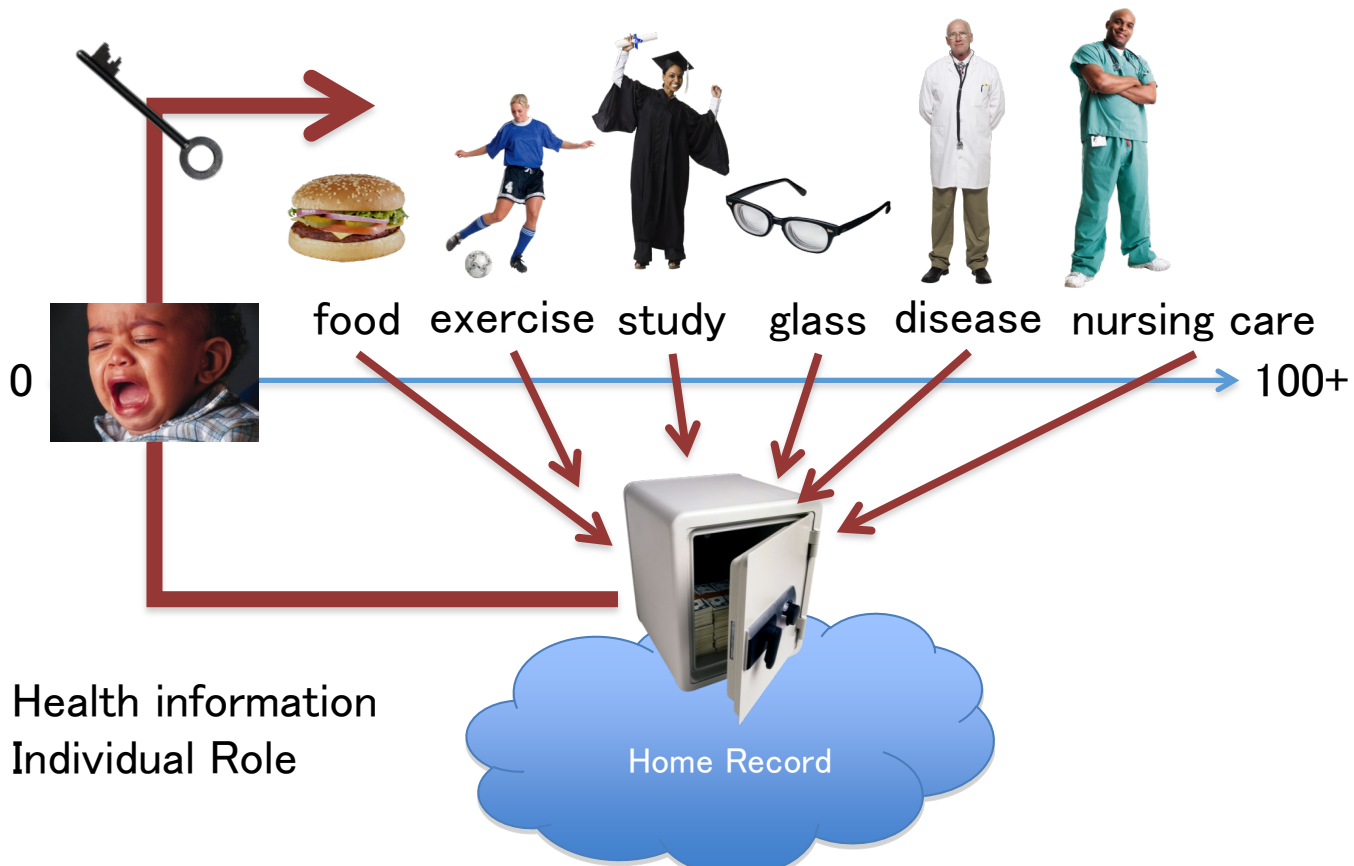 food exercise study glass disease nursing care
0 100+
Health information
Individual Role
Home Record